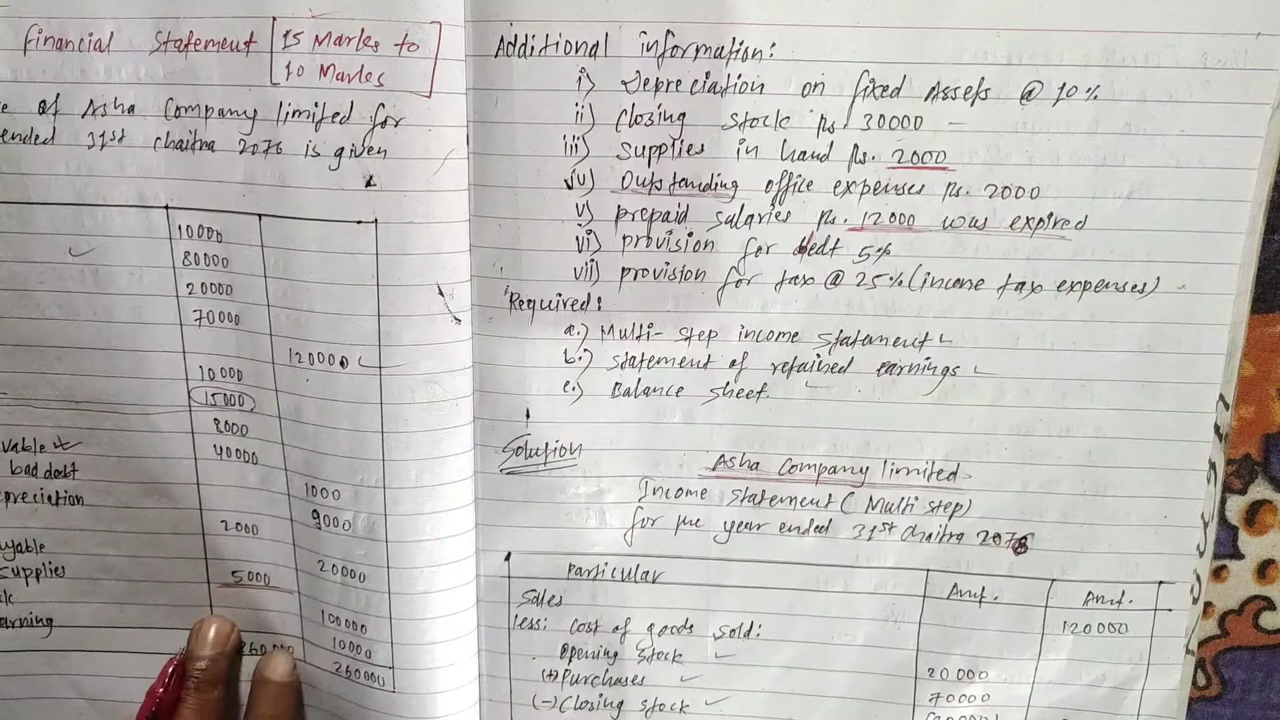 Financial Statement [15 Marks to
10 Marks]
e of Asha Company limited for
ended 31st chaitra 2076 is given
10000
80000
20000
70000
120000
10000
15000
8000
vable 40000
bad debt
preciation 1000
2000 9000
yable
supplies 5000 20000
ck
arning 100000
260000 10000
260000
Additional information:
i) Depreciation on fixed Assets @ 10%
ii) closing stock Rs. 30000
iii) supplies in hand Rs. 2000
iv) Outstanding office expenses Rs. 2000
v) prepaid salaries Rs. 12000 was expired
vi) provision for debt 5%
vii) provision for tax @ 25% (income tax expenses)
Required:
a.) Multi-step income statement
b.) statement of retained earnings
c.) Balance sheet.
Solution
Asha Company limited
Income statement (Multi step)
for the year ended 31st chaitra 2076
Particular Amt. Amt.
Sales 120000
less: cost of goods sold:
Opening stock 20000
(+) Purchases 70000
(-) Closing stock